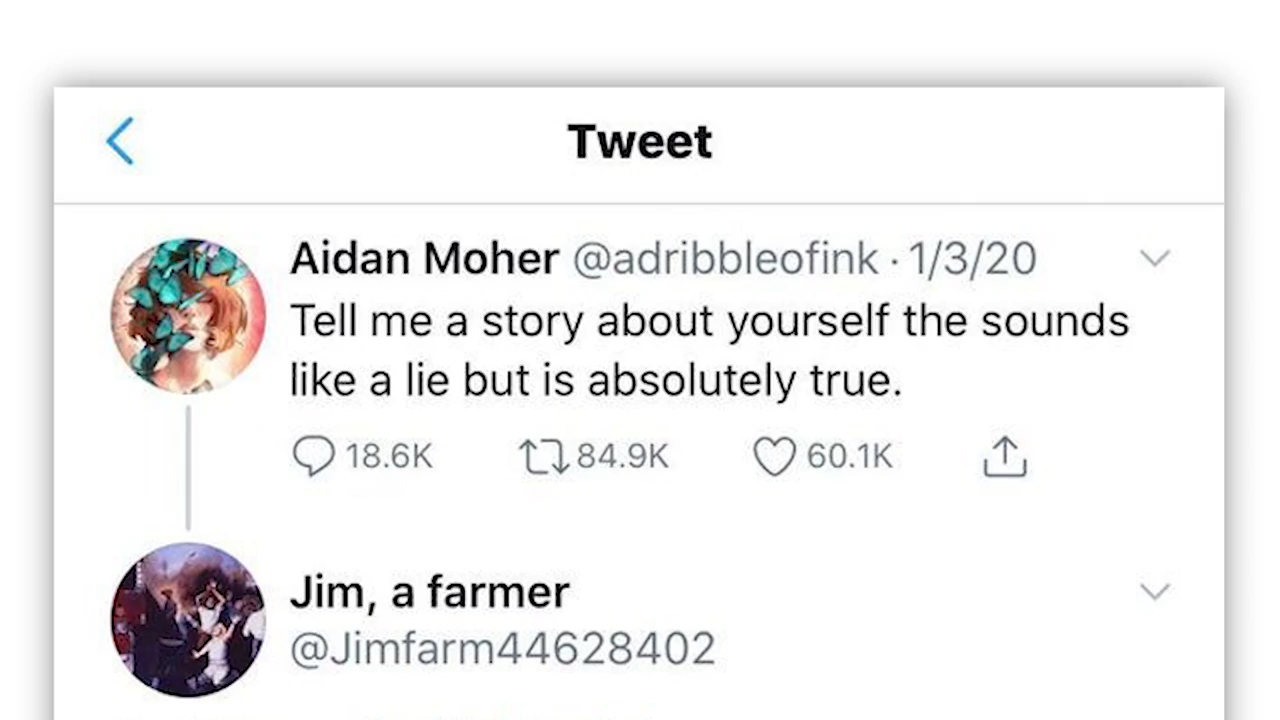 Tweet
Aidan Moher @adribbleofink · 1/3/20
Tell me a story about yourself the sounds
like a lie but is absolutely true.
18.6K 84.9K 60.1K
Jim, a farmer
@Jimfarm44628402